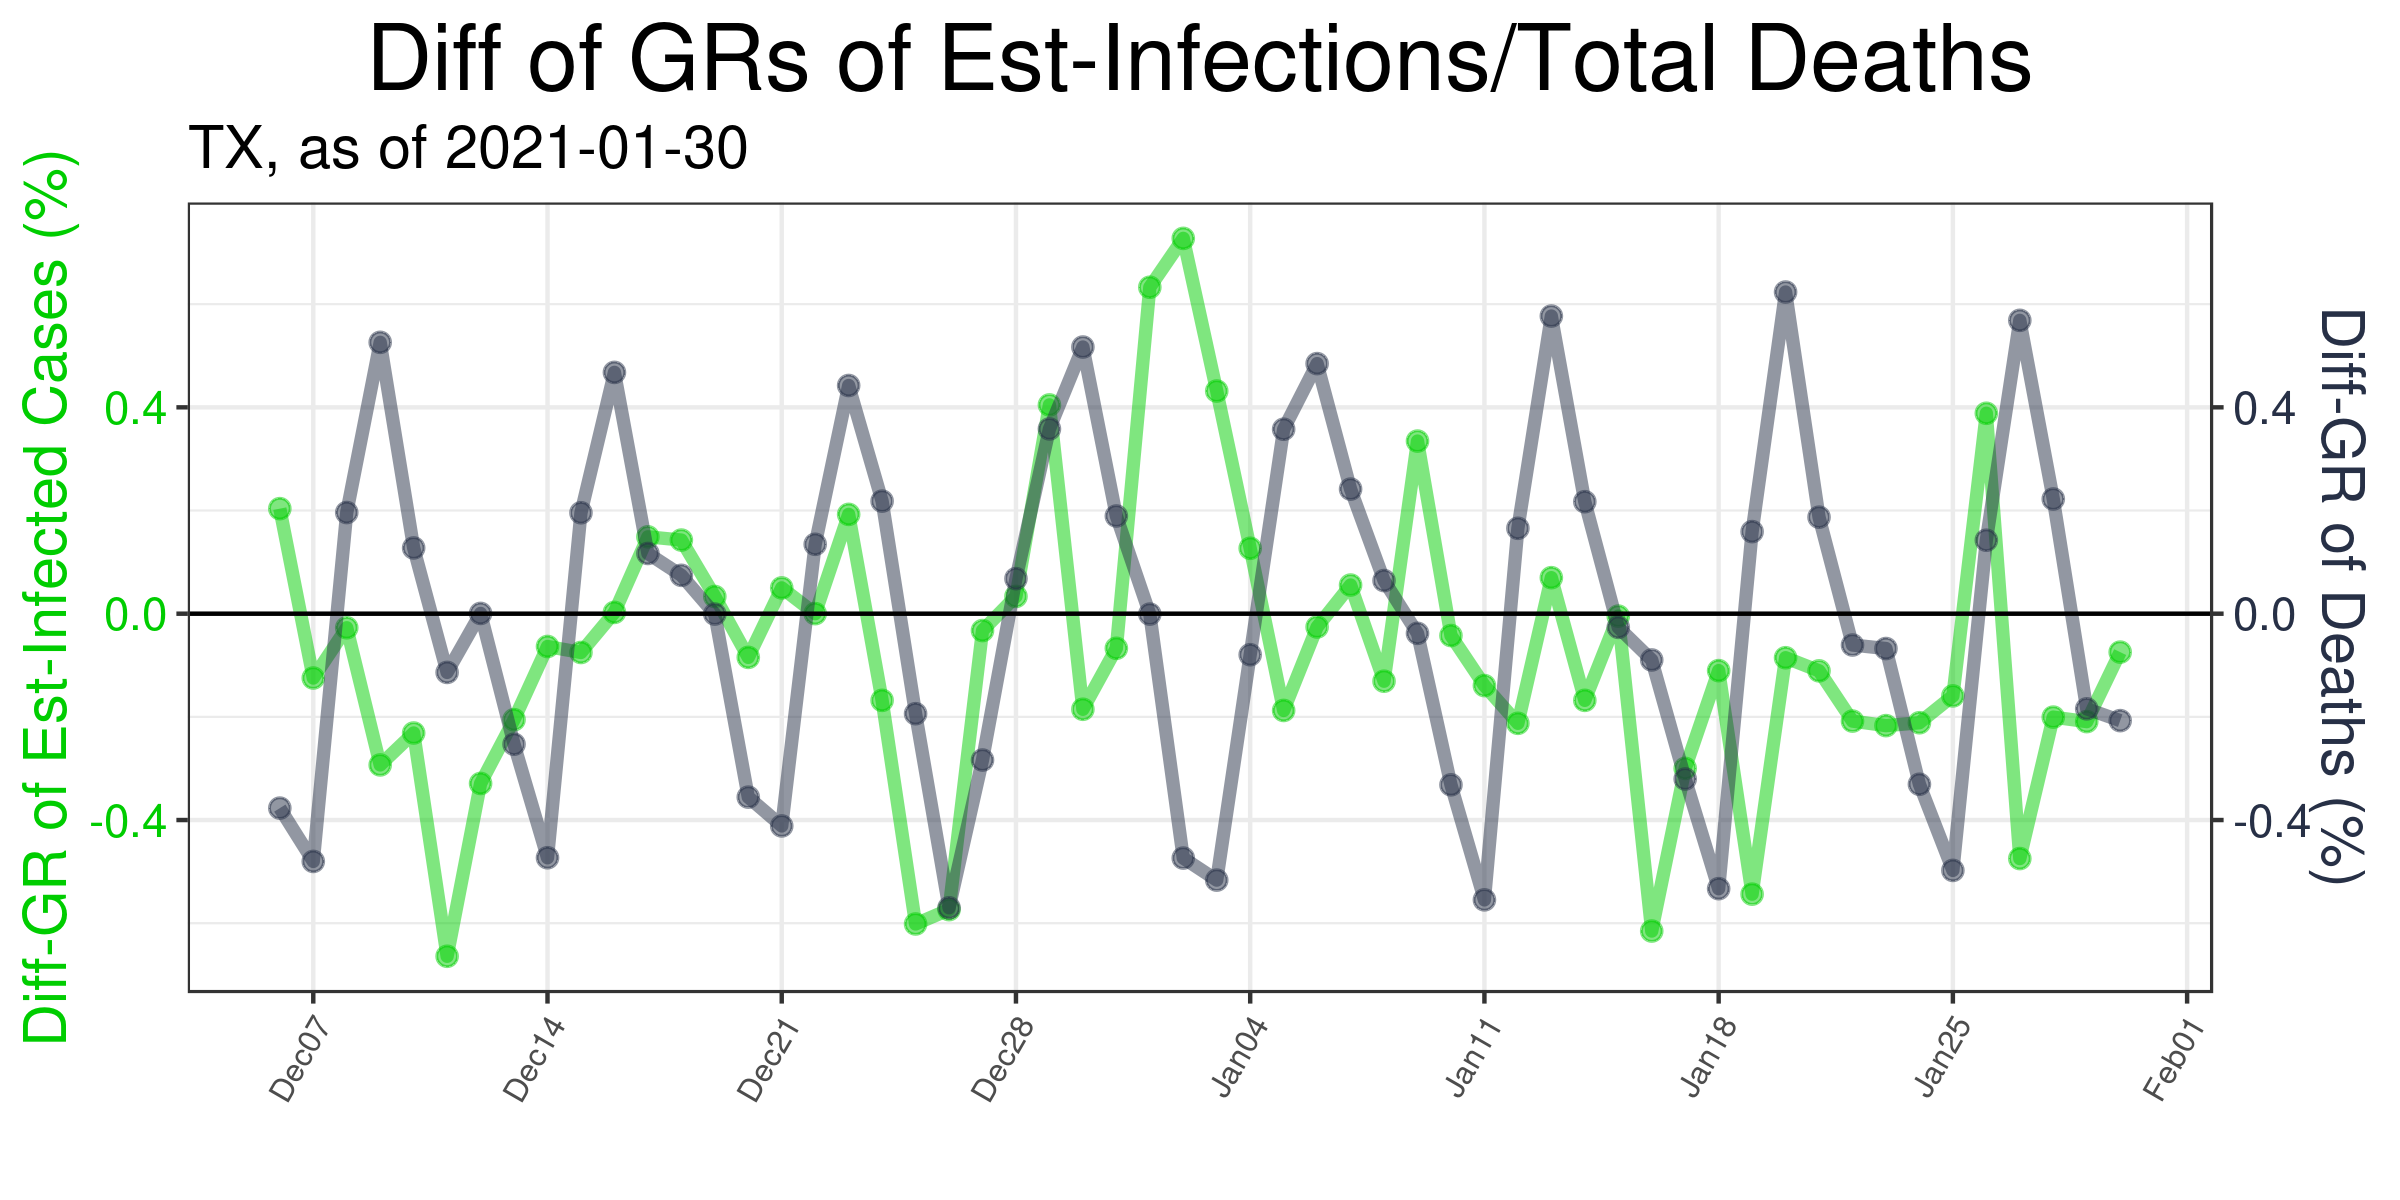 Diff of GRs of Est-Infections/Total Deaths
TX, as of 2021-01-30
Diff-GR of Est-Infected Cases (%)
0.4
0.0
-0.4
0.4
0.0
-0.4
Diff-GR of Deaths (%)
Dec07
Dec14
Dec21
Dec28
Jan04
Jan11
Jan18
Jan25
Feb01